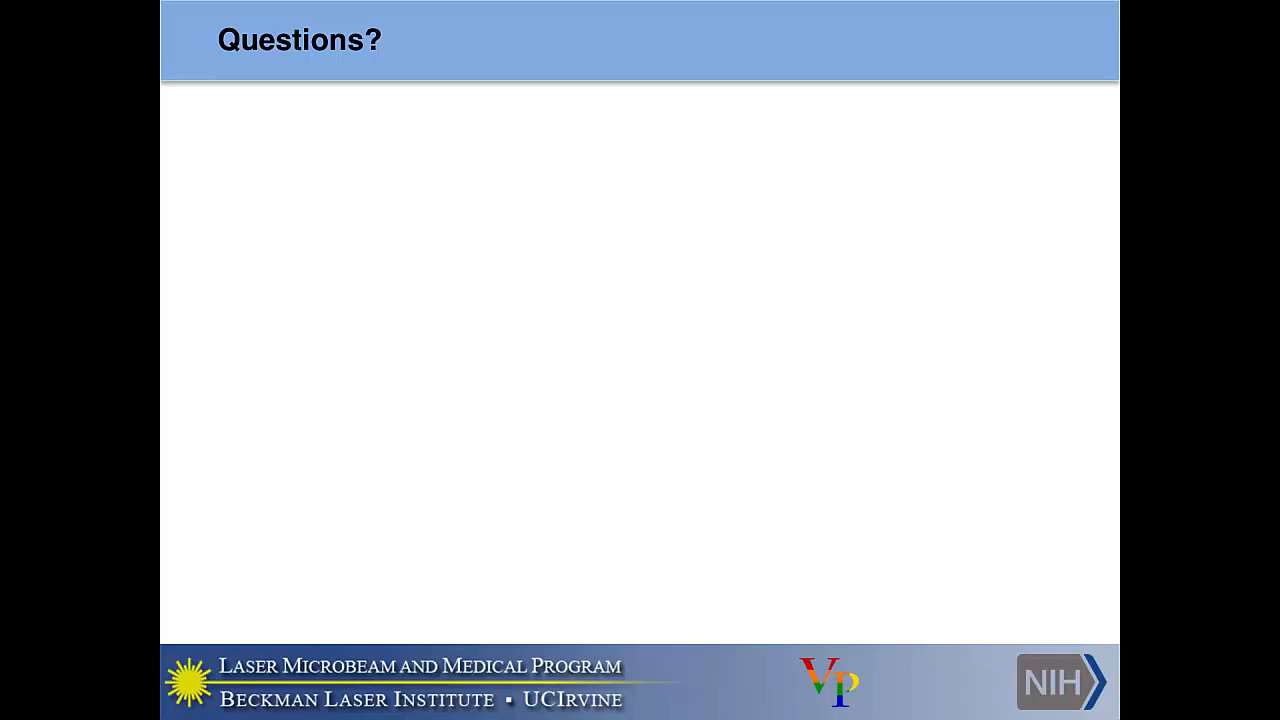 Questions?
LASER MICROBEAM AND MEDICAL PROGRAM
BECKMAN LASER INSTITUTE ▪ UCIRVINE
VP
NIH